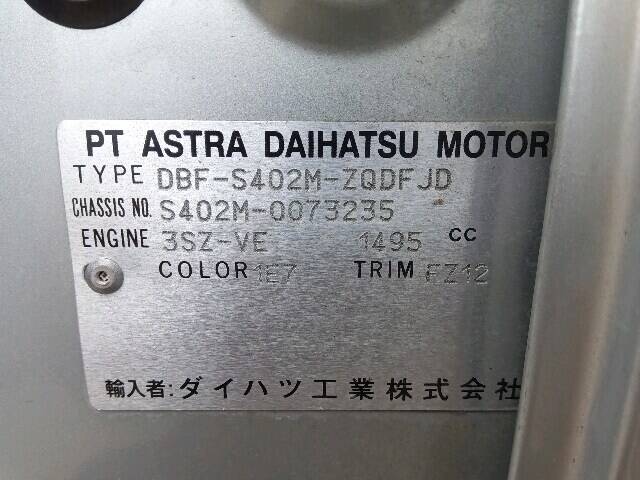 PT ASTRA DAIHATSU MOTOR
TYPE DBF-S402M-ZQDFJD
CHASSIS NO. S402M-0073235
ENGINE 3SZ-VE 1495 CC
COLOR 1E7 TRIM FZ12
輸入者:ダイハツ工業株式会社